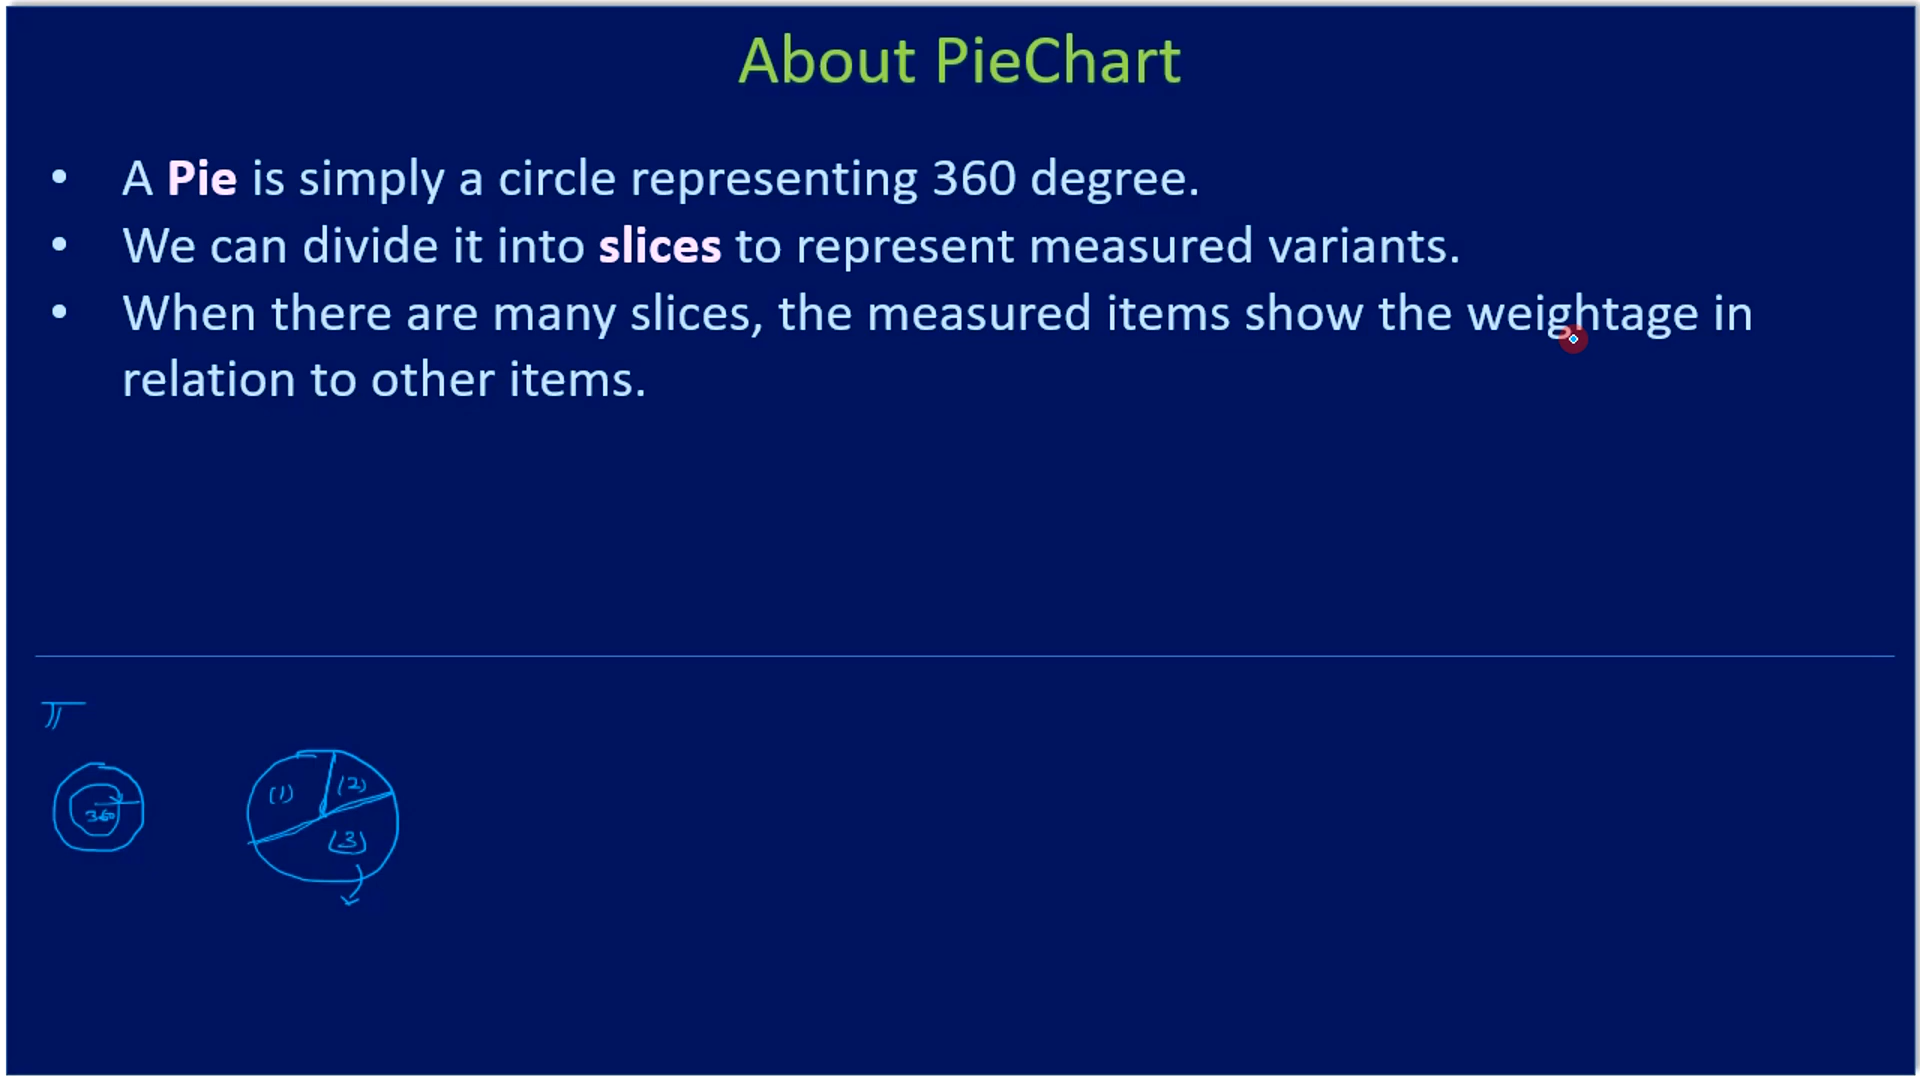 About PieChart
• A Pie is simply a circle representing 360 degree.
• We can divide it into slices to represent measured variants.
• When there are many slices, the measured items show the weightage in
relation to other items.
π
360
(1)
(2)
(3)